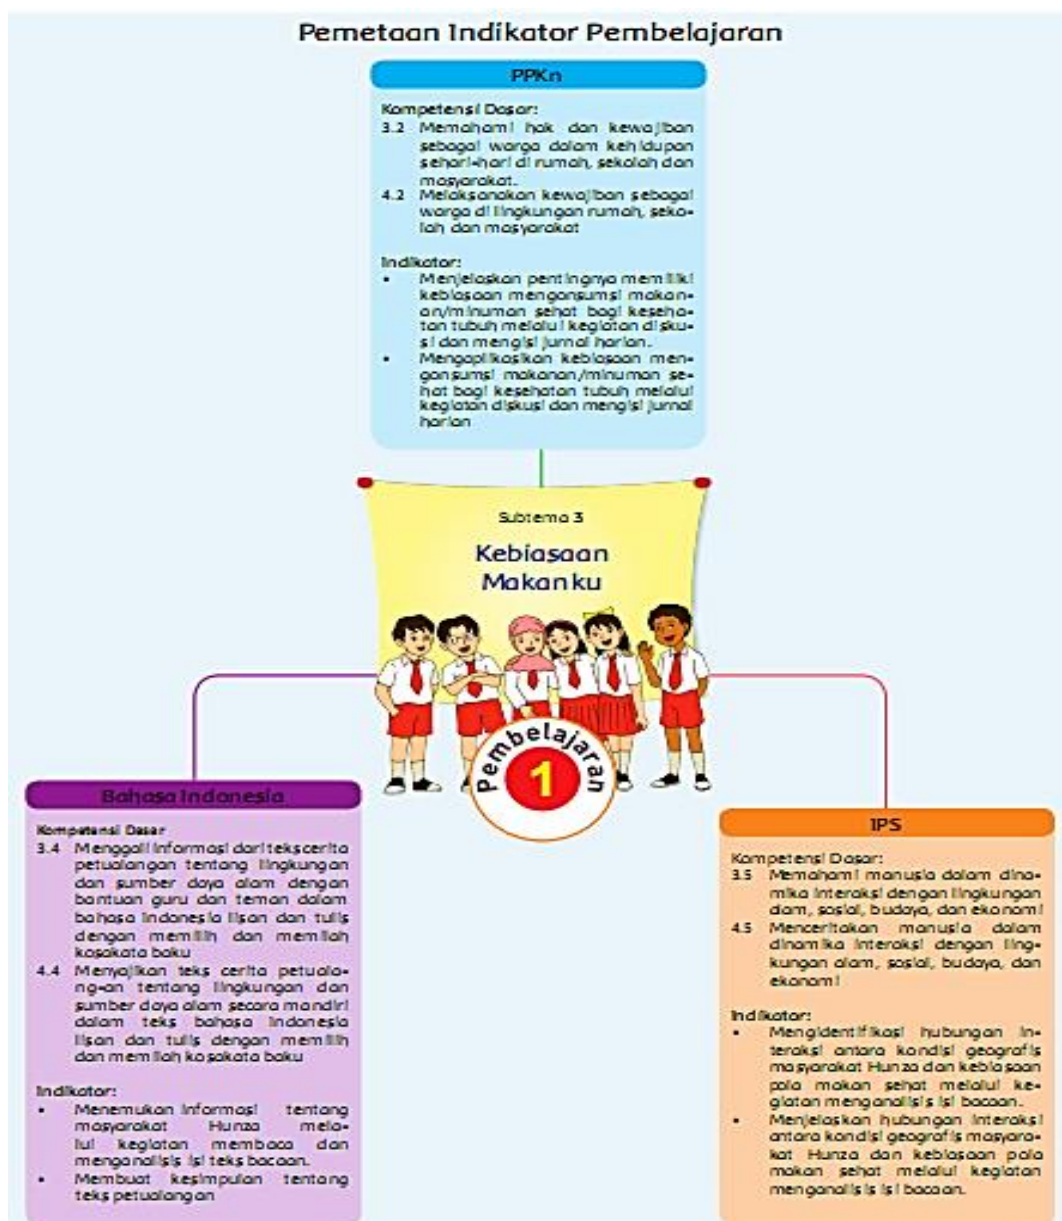 Pemetaan Indikator Pembelajaran
PPKn
Kompetensi Dasar:
3.2 Memahami hak dan kewajiban
sebagai warga dalam kehidupan
sehari-hari di rumah, sekolah dan
masyarakat.
4.2 Melaksanakan kewajiban sebagai
warga di lingkungan rumah, seko-
lah dan masyarakat
Indikator:
• Menjelaskan pentingnya memiliki
kebiasaan mengonsumsi makan-
an/minuman sehat bagi keseha-
tan tubuh melalui kegiatan disku-
si dan mengisi jurnal harian.
• Mengaplikasikan kebiasaan men-
gonsumsi makanan/minuman se-
hat bagi kesehatan tubuh melalui
kegiatan diskusi dan mengisi jurnal
harian
Subtema 3
Kebiasaan
Makanku
Pembelajaran
1
Bahasa Indonesia
Kompetensi Dasar
3.4 Menggali informasi dari teks cerita
petualangan tentang lingkungan
dan sumber daya alam dengan
bantuan guru dan teman dalam
bahasa Indonesia lisan dan tulis
dengan memilih dan memilah
kosakata baku
4.4 Menyajikan teks cerita petuala-
ng-an tentang lingkungan dan
sumber daya alam secara mandiri
dalam teks bahasa Indonesia
lisan dan tulis dengan memilih
dan memilah kosakata baku
Indikator:
• Menemukan informasi tentang
masyarakat Hunza mela-
lui kegiatan membaca dan
menganalisis isi teks bacaan.
• Membuat kesimpulan tentang
teks petualangan
IPS
Kompetensi Dasar:
3.5 Memahami manusia dalam dina-
mika interaksi dengan lingkungan
alam, sosial, budaya, dan ekonomi
4.5 Menceritakan manusia dalam
dinamika interaksi dengan ling-
kungan alam, sosial, budaya, dan
ekonomi
Indikator:
• Mengidentifikasi hubungan in-
teraksi antara kondisi geografis
masyarakat Hunza dan kebiasaan
pola makan sehat melalui ke-
giatan menganalisis isi bacaan.
• Menjelaskan hubungan interaksi
antara kondisi geografis masyara-
kat Hunza dan kebiasaan pola
makan sehat melalui kegiatan
menganalisis isi bacaan.